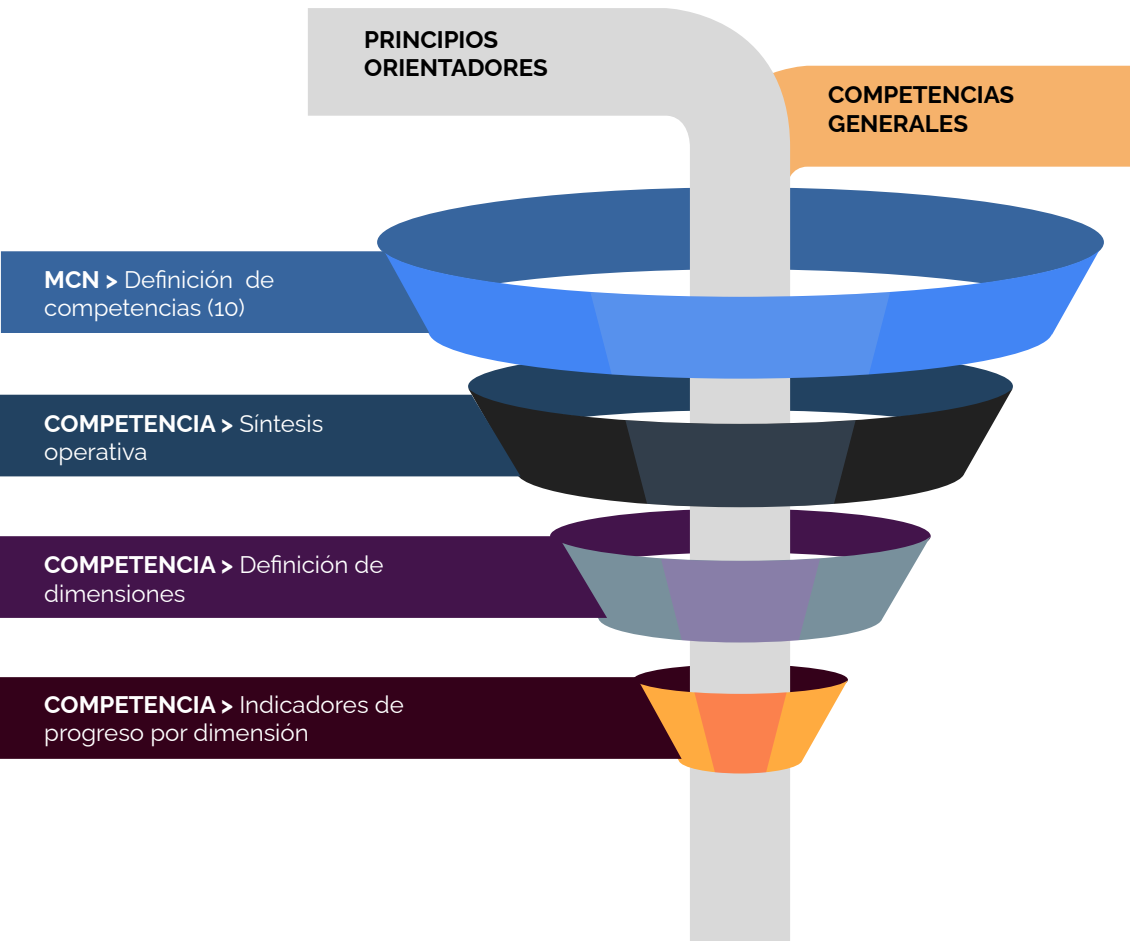 PRINCIPIOS
ORIENTADORES
COMPETENCIAS
GENERALES
MCN > Definición de
competencias (10)
COMPETENCIA > Síntesis
operativa
COMPETENCIA > Definición de
dimensiones
COMPETENCIA > Indicadores de
progreso por dimensión